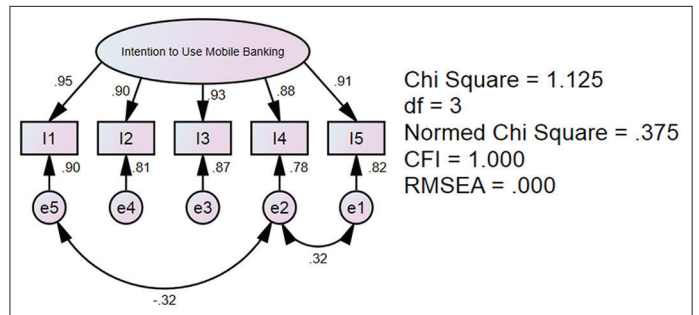 Intention to Use Mobile Banking
.95 .90 .93 .88 .91
I1 I2 I3 I4 I5
.90 .81 .87 .78 .82
e5 e4 e3 e2 e1
.32
-.32
Chi Square = 1.125
df = 3
Normed Chi Square = .375
CFI = 1.000
RMSEA = .000